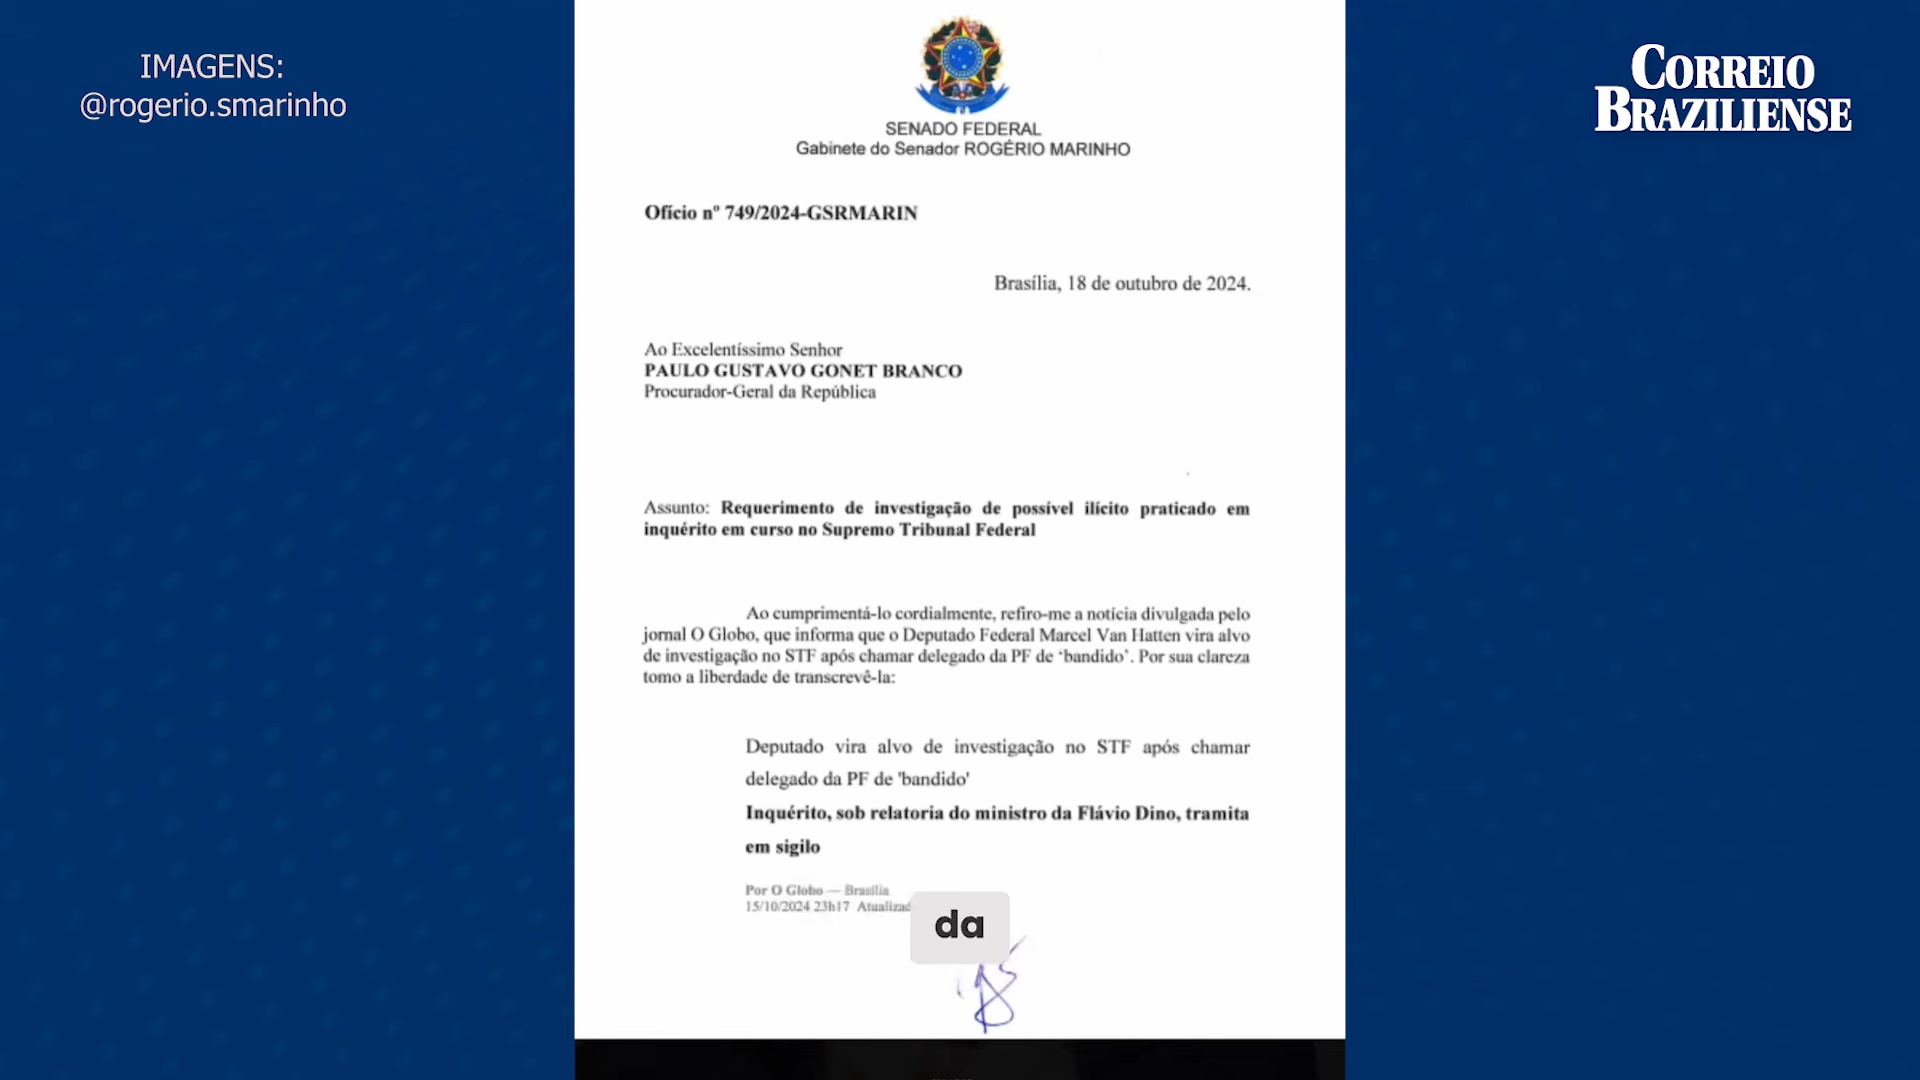 IMAGENS:
@rogerio.smarinho
CORREIO
BRAZILIENSE
SENADO FEDERAL
Gabinete do Senador ROGÉRIO MARINHO
Ofício nº 749/2024-GSRMARIN
Brasília, 18 de outubro de 2024.
Ao Excelentíssimo Senhor
PAULO GUSTAVO GONET BRANCO
Procurador-Geral da República
Assunto: Requerimento de investigação de possível ilícito praticado em
inquérito em curso no Supremo Tribunal Federal
Ao cumprimentá-lo cordialmente, refiro-me a notícia divulgada pelo
jornal O Globo, que informa que o Deputado Federal Marcel Van Hatten vira alvo
de investigação no STF após chamar delegado da PF de ‘bandido’. Por sua clareza
tomo a liberdade de transcrevê-la:
Deputado vira alvo de investigação no STF após chamar
delegado da PF de 'bandido'
Inquérito, sob relatoria do ministro da Flávio Dino, tramita
em sigilo
Por O Globo — Brasília
15/10/2024 23h17
da